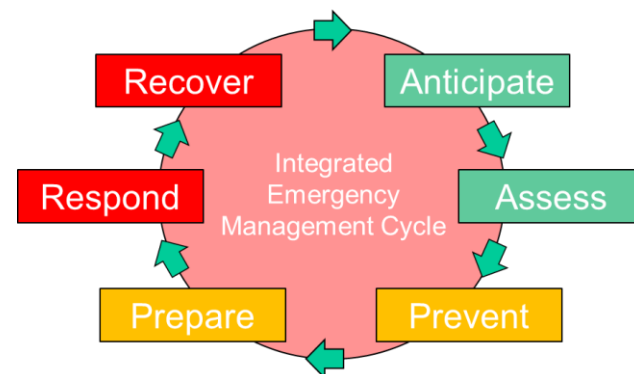 Recover
Anticipate
Integrated
Emergency
Management Cycle
Respond
Assess
Prepare
Prevent